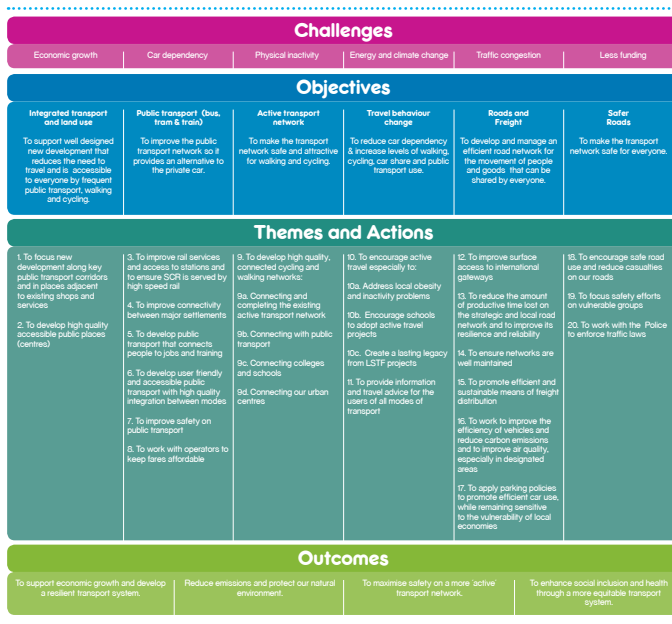 Challenges
Economic growth
Car dependency
Physical inactivity
Energy and climate change
Traffic congestion
Less funding
Objectives
Integrated transport
and land use
To support well designed
new development that
reduces the need to
travel and is accessible
to everyone by frequent
public transport, walking
and cycling.
Public transport (bus,
tram & train)
To improve the public
transport network so it
provides an alternative to
the private car.
Active transport
network
To make the transport
network safe and attractive
for walking and cycling.
Travel behaviour
change
To reduce car dependency
& increase levels of walking,
cycling, car share and public
transport use.
Roads and
Freight
To develop and manage an
efficient road network for
the movement of people
and goods that can be
shared by everyone.
Safer
Roads
To make the transport
network safe for everyone.
Themes and Actions
1. To focus new
development along key
public transport corridors
and in places adjacent
to existing shops and
services
2. To develop high quality
accessible public places
(centres)
3. To improve rail services
and access to stations and
to ensure SCR is served by
high speed rail
4. To improve connectivity
between major settlements
5. To develop public
transport that connects
people to jobs and training
6. To develop user friendly
and accessible public
transport with high quality
integration between modes
7. To improve safety on
public transport
8. To work with operators to
keep fares affordable
9. To develop high quality,
connected cycling and
walking networks:
9a. Connecting and
completing the existing
active transport network
9b. Connecting with public
transport
9c. Connecting colleges
and schools
9d. Connecting our urban
centres
10. To encourage active
travel especially to:
10a. Address local obesity
and inactivity problems
10b. Encourage schools
to adopt active travel
projects
10c. Create a lasting legacy
from LSTF projects
11. To provide information
and travel advice for the
users of all modes of
transport
12. To improve surface
access to international
gateways
13. To reduce the amount
of productive time lost on
the strategic and local road
network and to improve its
resilience and reliability
14. To ensure networks are
well maintained
15. To promote efficient and
sustainable means of freight
distribution
16. To work to improve the
efficiency of vehicles and
reduce carbon emissions
and to improve air quality,
especially in designated
areas
17. To apply parking policies
to promote efficient car use,
while remaining sensitive
to the vulnerability of local
economies
18. To encourage safe road
use and reduce casualties
on our roads
19. To focus safety efforts
on vulnerable groups
20. To work with the Police
to enforce traffic laws
Outcomes
To support economic growth and develop
a resilient transport system.
Reduce emissions and protect our natural
environment.
To maximise safety on a more 'active'
transport network.
To enhance social inclusion and health
through a more equitable transport
system.